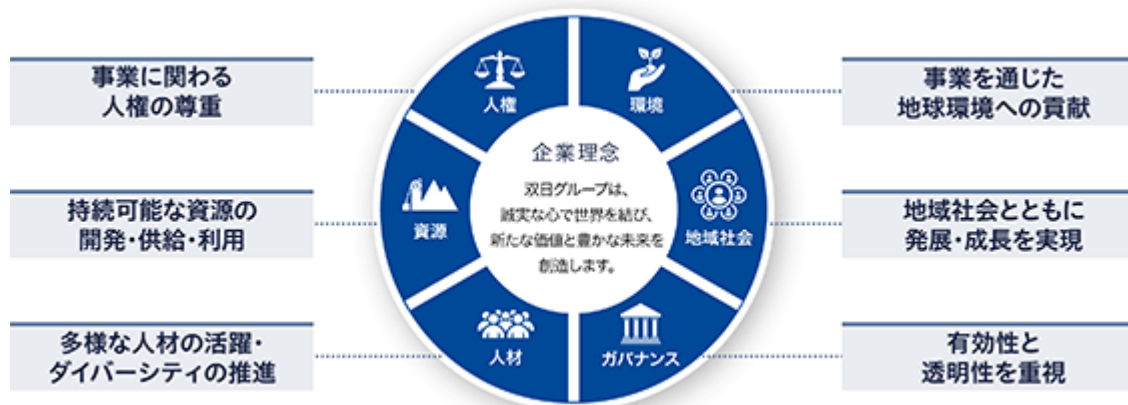 事業に関わる
人権の尊重
持続可能な資源の
開発・供給・利用
多様な人材の活躍・
ダイバーシティの推進
人権
環境
資源
地域社会
人材
ガバナンス
企業理念
双日グループは、
誠実な心で世界を結び、
新たな価値と豊かな未来を
創造します。
事業を通じた
地球環境への貢献
地域社会とともに
発展・成長を実現
有効性と
透明性を重視